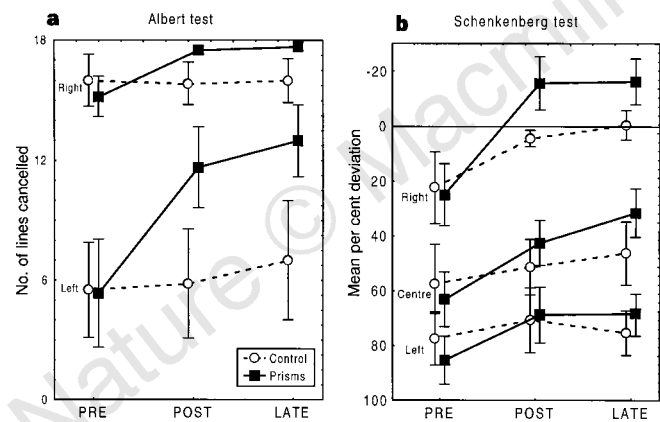 a Albert test
18
12
6
0
No. of lines cancelled
Right
Left
Control
Prisms
PRE POST LATE
b Schenkenberg test
-20
0
20
40
60
80
100
Mean per cent deviation
Right
Centre
Left
PRE POST LATE
Nature © Macmill